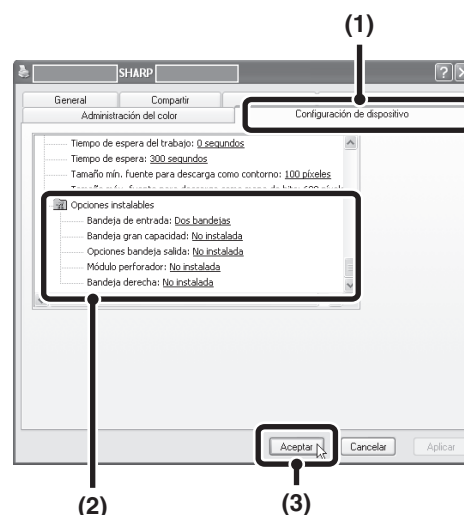 (1)
SHARP
General
Compartir
Administración del color
Configuración de dispositivo
Tiempo de espera del trabajo: 0 segundos
Tiempo de espera: 300 segundos
Tamaño mín. fuente para descarga como contorno: 100 píxeles
Opciones instalables
Bandeja de entrada: Dos bandejas
Bandeja gran capacidad: No instalada
Opciones bandeja salida: No instalada
Módulo perforador: No instalada
Bandeja derecha: No instalada
Aceptar Cancelar Aplicar
(2) (3)